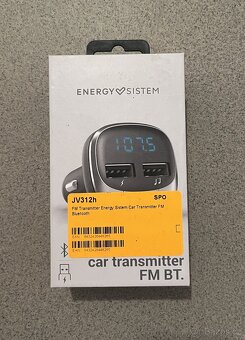 ENERGY SISTEM
107.5
JV312h
SPO
FM Transmitter Energy Sistem Car Transmitter FM
Bluetooth
car transmitter
FM BT.